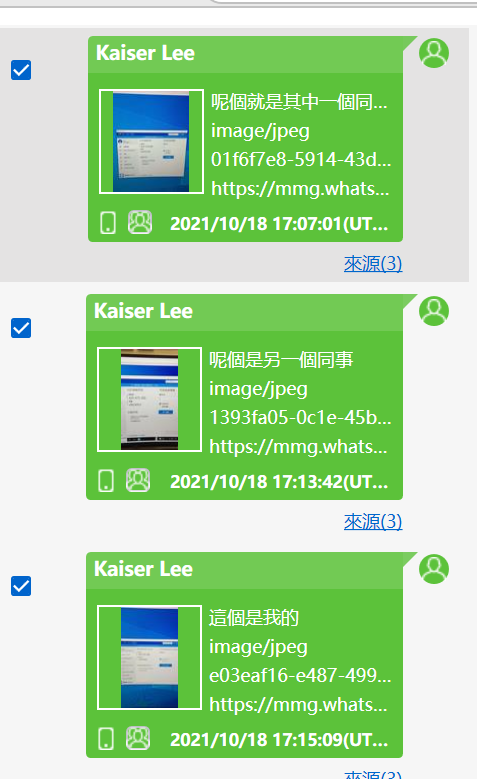 Kaiser Lee
呢個就是其中一個同...
image/jpeg
01f6f7e8-5914-43d...
https://mmg.whats...
2021/10/18 17:07:01(UT...
來源(3)
Kaiser Lee
呢個是另一個同事
image/jpeg
1393fa05-0c1e-45b...
https://mmg.whats...
2021/10/18 17:13:42(UT...
來源(3)
Kaiser Lee
這個是我的
image/jpeg
e03eaf16-e487-499...
https://mmg.whats...
2021/10/18 17:15:09(UT...
來源(3)